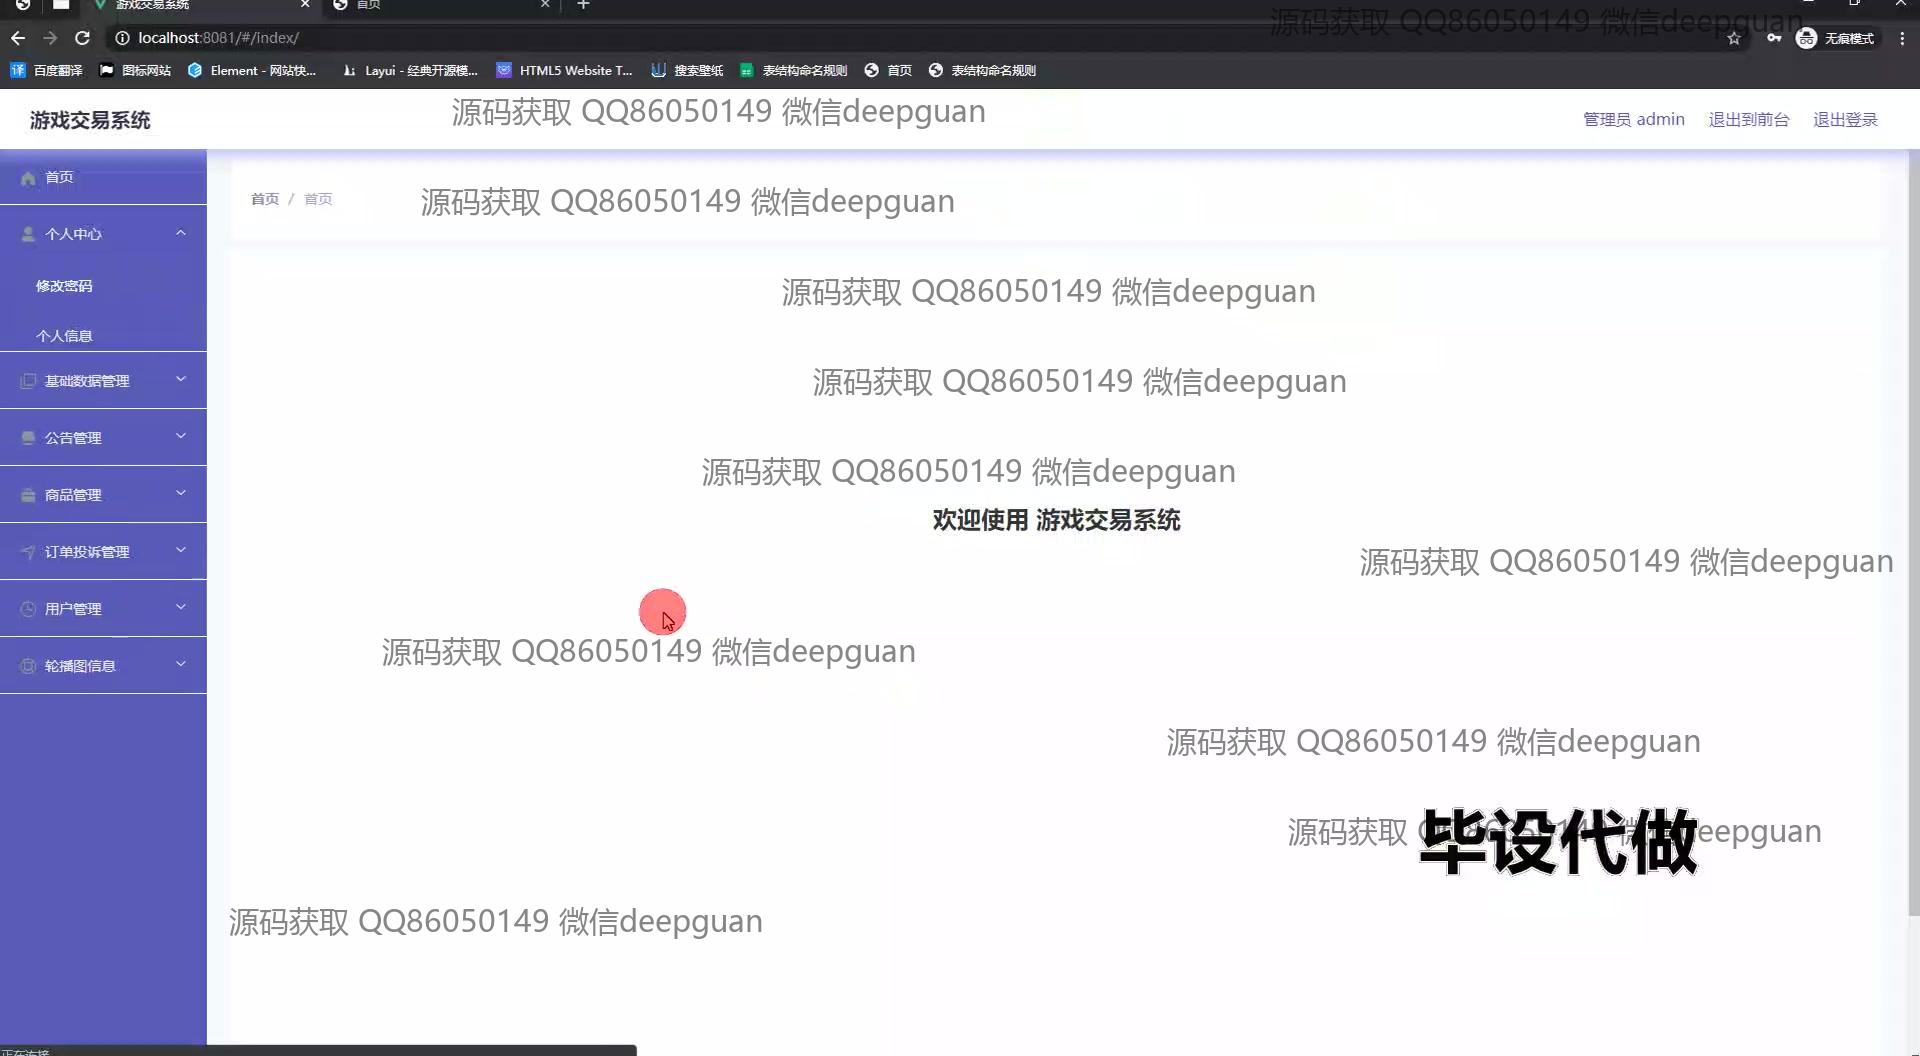 游戏交易系统
首页
源码获取 QQ86050149 微信deepguan
localhost:8081/#/index/
无痕模式
百度翻译
图标网站
Element - 网站快...
Layui - 经典开源模...
HTML5 Website T...
搜索壁纸
表结构命名规则
首页
表结构命名规则
源码获取 QQ86050149 微信deepguan
游戏交易系统
管理员 admin
退出到前台
退出登录
首页
首页 / 首页
源码获取 QQ86050149 微信deepguan
个人中心
修改密码
源码获取 QQ86050149 微信deepguan
个人信息
基础数据管理
源码获取 QQ86050149 微信deepguan
公告管理
源码获取 QQ86050149 微信deepguan
商品管理
欢迎使用 游戏交易系统
订单投诉管理
源码获取 QQ86050149 微信deepguan
用户管理
源码获取 QQ86050149 微信deepguan
轮播图信息
源码获取 QQ86050149 微信deepguan
源码获取
毕设代做
eepguan
源码获取 QQ86050149 微信deepguan
正在连接